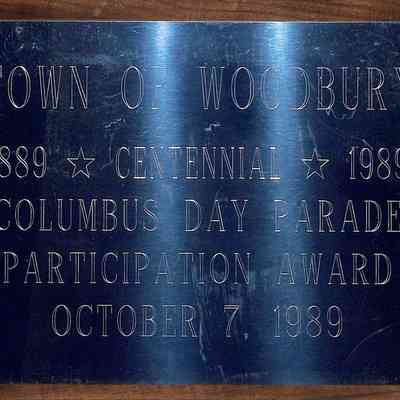 TOWN OF WOODBURY
889 ☆ CENTENNIAL ☆ 1989
COLUMBUS DAY PARADE
PARTICIPATION AWARD
OCTOBER 7 1989